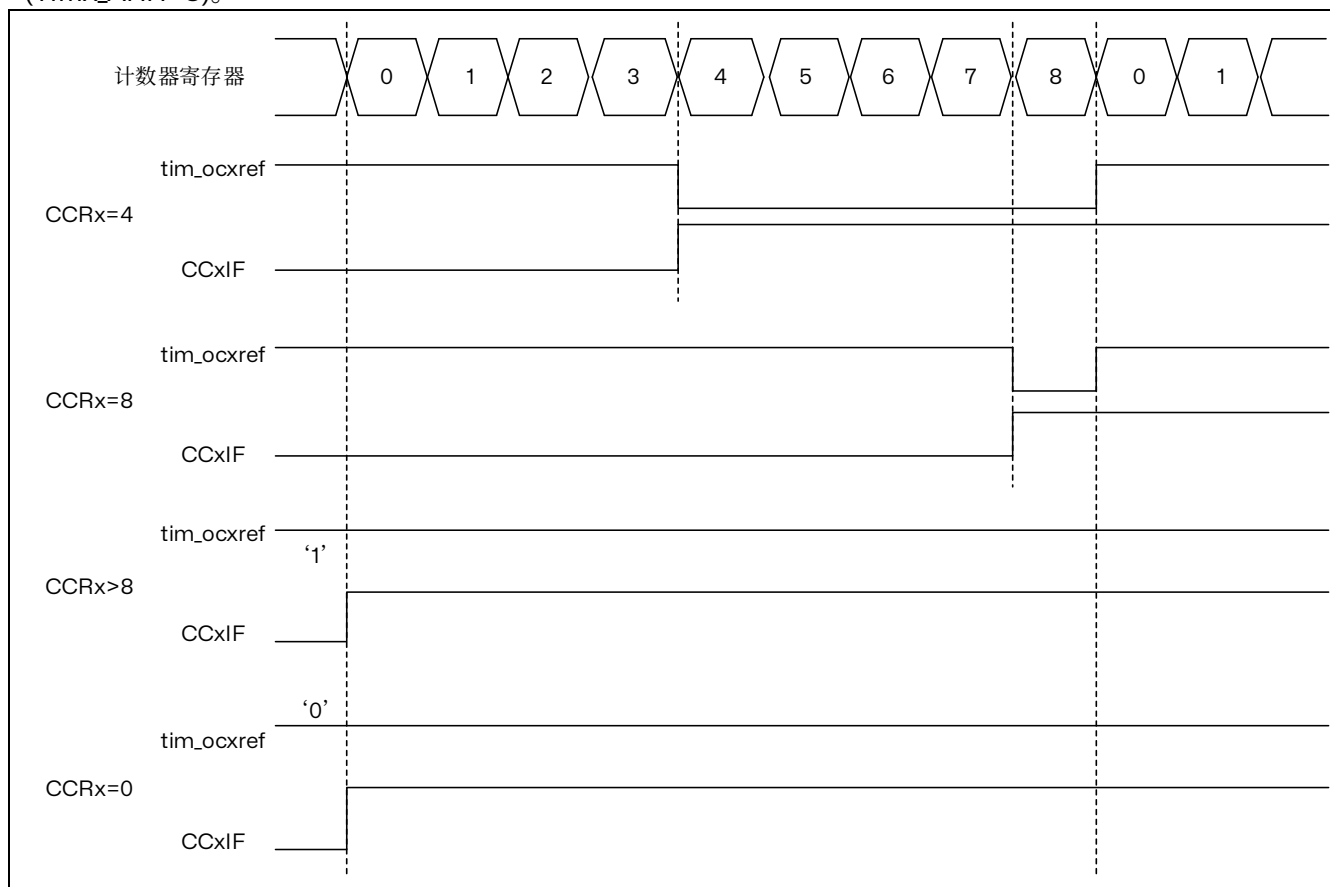 计数器寄存器 0 1 2 3 4 5 6 7 8 0 1
tim_ocxref
CCRx=4
CCxIF
tim_ocxref
CCRx=8
CCxIF
tim_ocxref
‘1’
CCRx>8
CCxIF
‘0’
tim_ocxref
CCRx=0
CCxIF